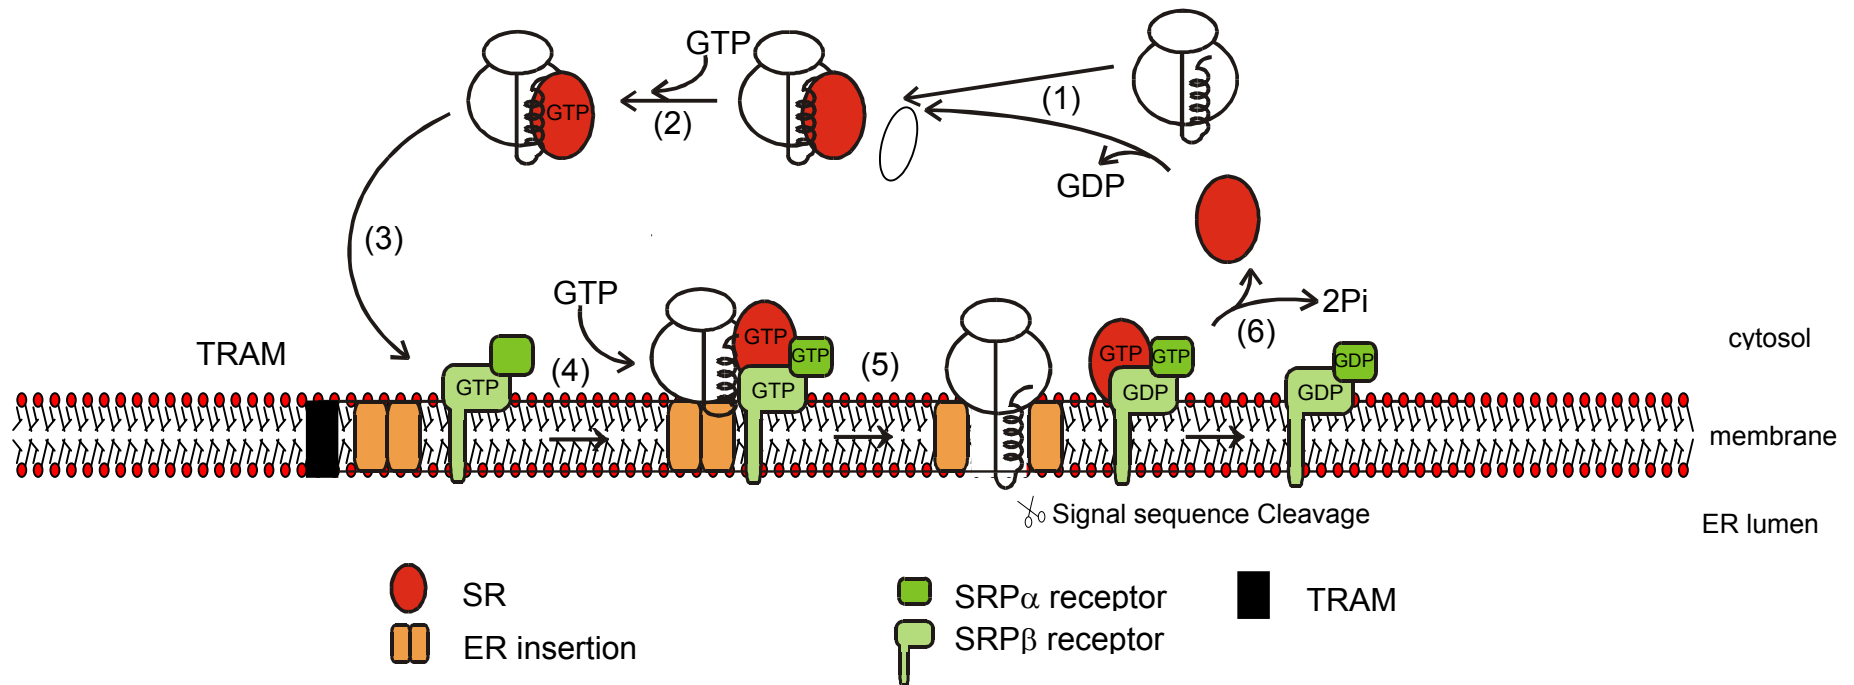 GTP
(1)
GTP
(2)
GDP
(3)
GTP
2Pi
(6)
cytosol
TRAM
GTP
GTP
GTP
GTP
GDP
(4)
(5)
GTP
GTP
GDP
GDP
membrane
Signal sequence Cleavage
ER lumen
SR
SRPα receptor
TRAM
ER insertion
SRPβ receptor